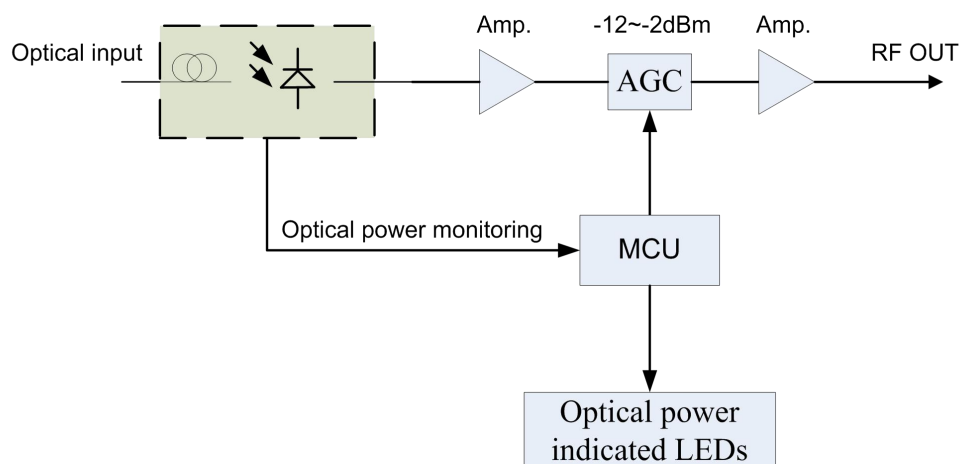 Amp.
-12~-2dBm
Amp.
Optical input
RF OUT
AGC
Optical power monitoring
MCU
Optical power
indicated LEDs